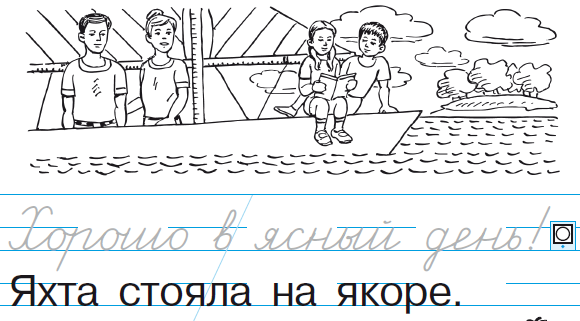 Хорошо в ясный день!
Яхта стояла на якоре.